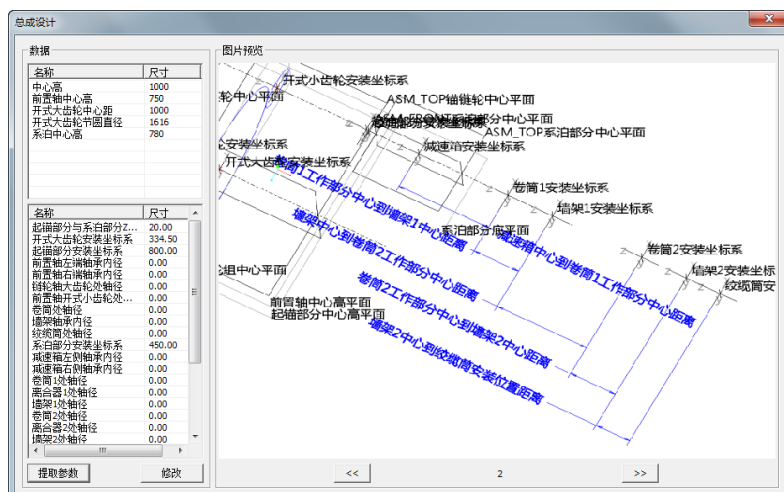 总成设计
数据
名称 尺寸
中心高 1000
前置轴中心高 750
开式大齿轮中心距 1000
开式大齿轮节圆直径 1616
系泊中心高 780
名称 尺寸
起锚部分与系泊部分Z... 20.00
开式大齿轮安装坐标系 334.50
起锚部分安装坐标系 800.00
前置轴左端轴承内径 0.00
前置轴右端轴承内径 0.00
链轮轴大齿轮处轴径 0.00
前置轴开式小齿轮处... 0.00
卷筒处轴径 0.00
墙架轴承内径 0.00
绞缆筒处轴径 0.00
系泊部分安装坐标系 450.00
减速箱左侧轴承内径 0.00
减速箱右侧轴承内径 0.00
卷筒1处轴径 0.00
离合器1处轴径 0.00
墙架1处轴径 0.00
卷筒2处轴径 0.00
离合器2处轴径 0.00
墙架2处轴径 0.00
提取参数 修改
图片预览
开式小齿轮安装坐标系
轮中心平面
ASM_TOP锚链轮中心平面
ASM_TOP系泊部分中心平面
减速箱安装坐标系
安装坐标系
开式大齿轮安装坐标系
卷筒1安装坐标系
墙架1安装坐标系
卷筒1工作部分中心到墙架1中心距离
系泊部分底平面
减速箱中心到卷筒1工作部分中心距离
卷筒2安装坐标系
墙架2安装坐标
绞缆筒安
墙架中心到卷筒2工作部分中心距离
组中心平面
卷筒2工作部分中心到墙架2中心距离
前置轴中心高平面
起锚部分中心高平面
墙架2中心到绞缆筒安装位置距离
<< 2 >>